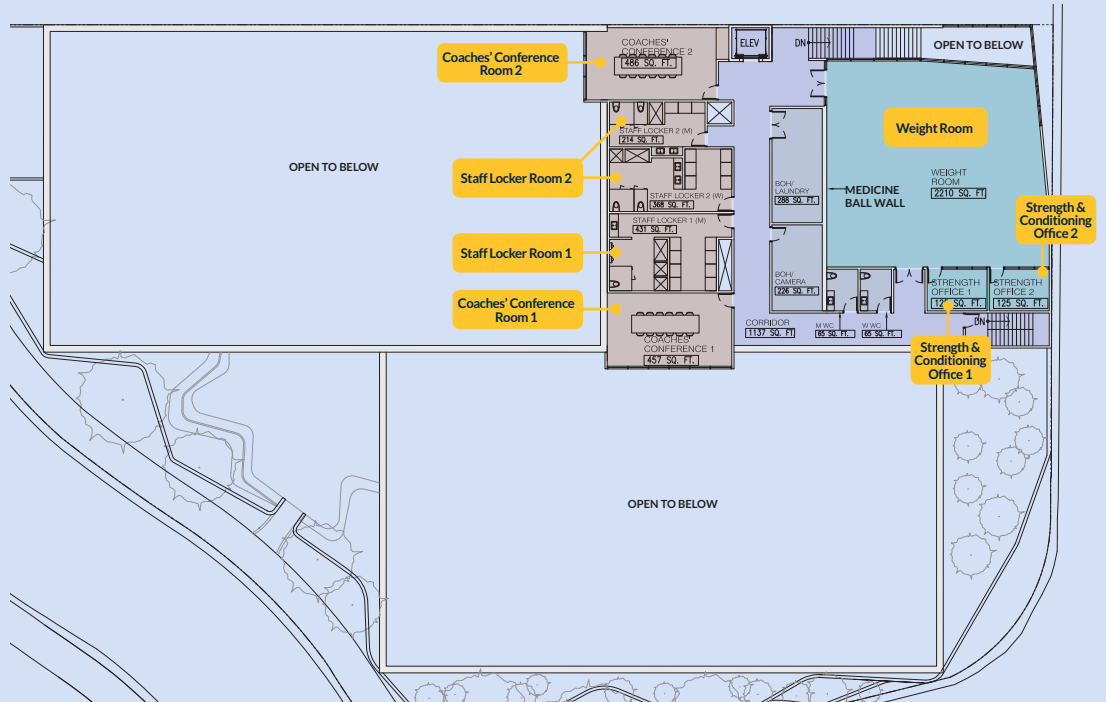 COACHES'
CONFERENCE 2
486 SQ. FT.
ELEV
DN
OPEN TO BELOW
Coaches' Conference
Room 2
STAFF LOCKER 2 (M)
214 SQ. FT.
Weight Room
OPEN TO BELOW
Staff Locker Room 2
BOH/
LAUNDRY
288 SQ. FT.
MEDICINE
BALL WALL
WEIGHT
ROOM
2210 SQ. FT.
STAFF LOCKER 2 (W)
368 SQ. FT.
Strength &
Conditioning
Office 2
STAFF LOCKER 1 (M)
431 SQ. FT.
Staff Locker Room 1
BOH/
CAMERA
226 SQ. FT.
STRENGTH
OFFICE 1
SQ. FT.
STRENGTH
OFFICE 2
125 SQ. FT.
Coaches' Conference
Room 1
CORRIDOR
1137 SQ. FT.
M WC
65 SQ. FT.
W WC
65 SQ. FT.
DN
COACHES'
CONFERENCE 1
457 SQ. FT.
Strength &
Conditioning
Office 1
OPEN TO BELOW